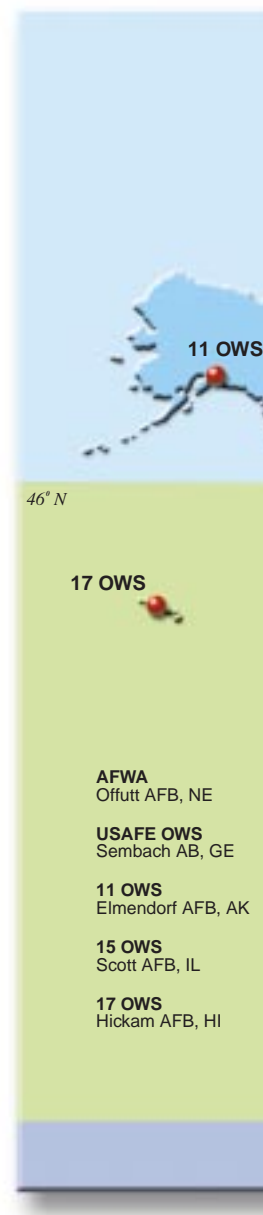 11 OWS
46° N
17 OWS
AFWA
Offutt AFB, NE
USAFE OWS
Sembach AB, GE
11 OWS
Elmendorf AFB, AK
15 OWS
Scott AFB, IL
17 OWS
Hickam AFB, HI